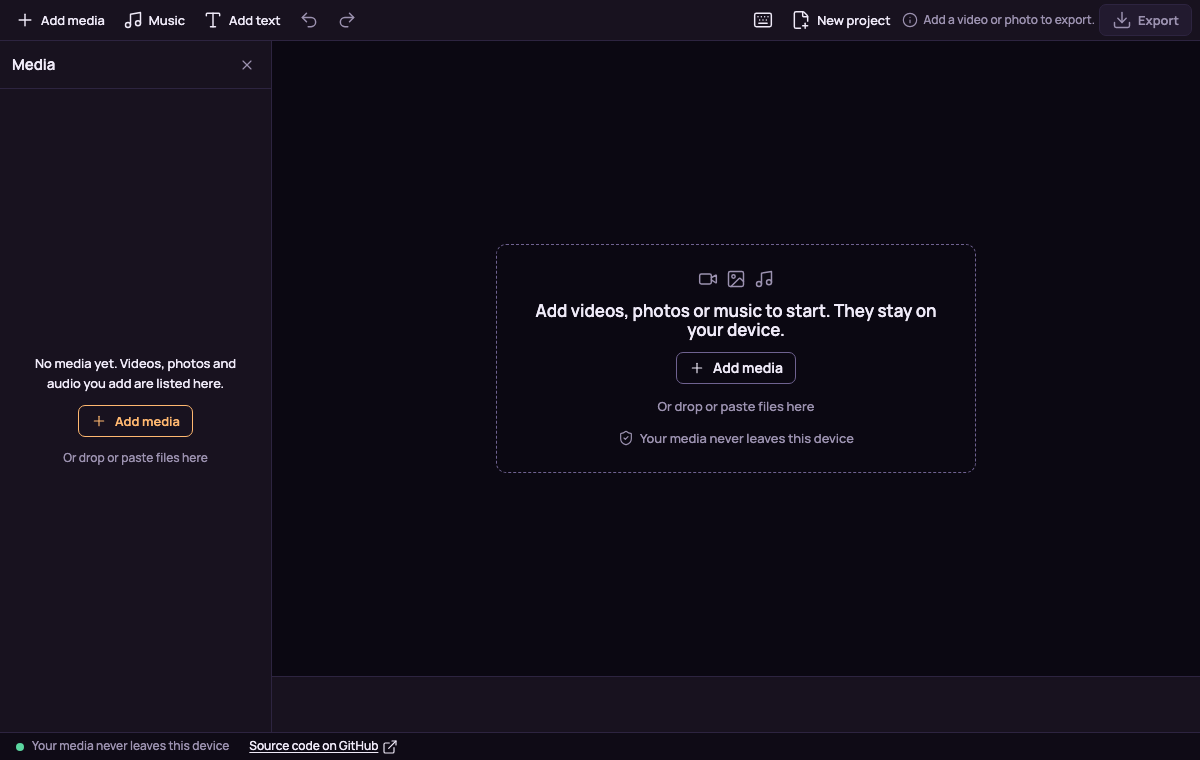 Add media
Music
Add text
New project
Add a video or photo to export.
Export
Media
No media yet. Videos, photos and
audio you add are listed here.
Add media
Or drop or paste files here
Add videos, photos or music to start. They stay on
your device.
Add media
Or drop or paste files here
Your media never leaves this device
Your media never leaves this device
Source code on GitHub